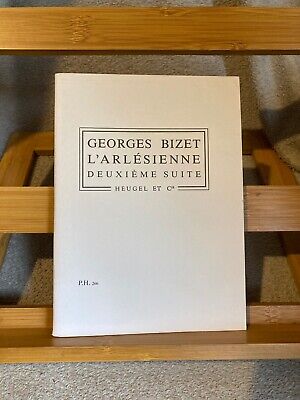 GEORGES BIZET
L'ARLÉSIENNE
DEUXIÈME SUITE
HEUGEL ET Cie
P.H.